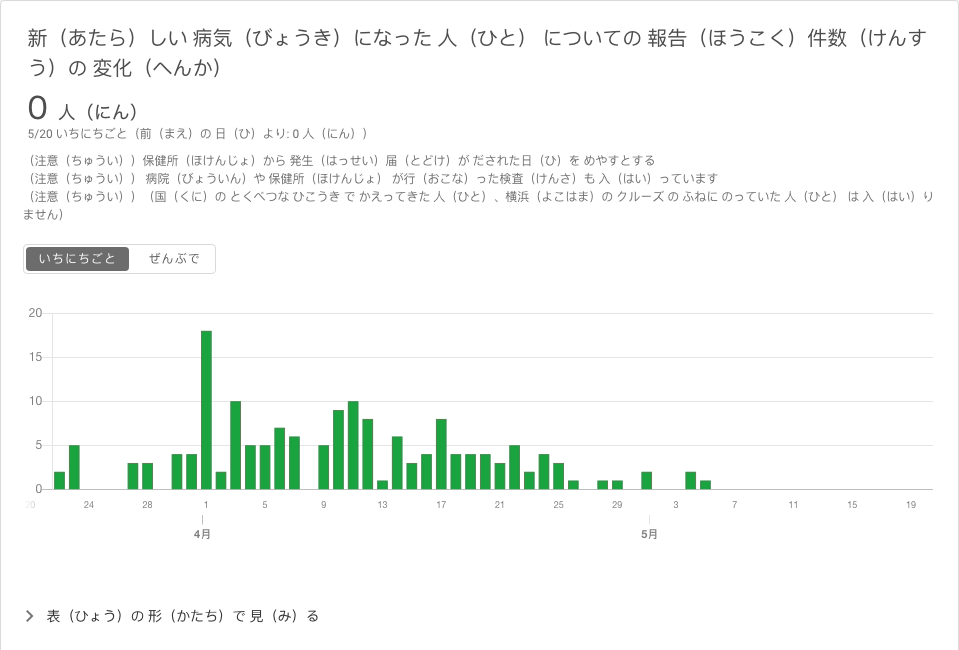 新（あたら）しい 病気（びょうき）になった 人（ひと） についての 報告（ほうこく）件数（けんす
う）の 変化（へんか）
0 人（にん）
5/20 いちにちごと（前（まえ）の 日（ひ）より: 0 人（にん））
（注意（ちゅうい））保健所（ほけんじょ）から 発生（はっせい）届（とどけ）が だされた日（ひ）を めやすとする
（注意（ちゅうい）） 病院（びょういん）や 保健所（ほけんじょ） が行（おこな）った検査（けんさ）も 入（はい）っています
（注意（ちゅうい）） （国（くに）の とくべつな ひこうき で かえってきた 人（ひと）、横浜（よこはま）の クルーズ の ふねに のっていた 人（ひと） は 入（はい）り
ません）
いちにちごと ぜんぶで
20
15
10
5
0
20 24 28 1 5 9 13 17 21 25 29 3 7 11 15 19
4月 5月
表（ひょう）の 形（かたち）で 見（み）る